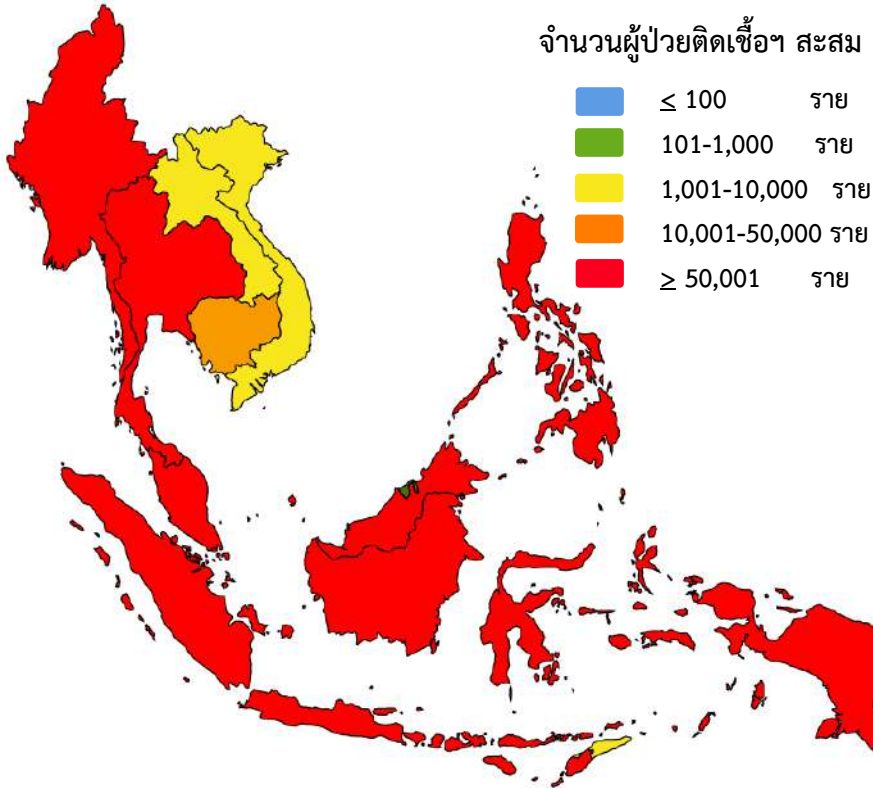 จำนวนผู้ป่วยติดเชื้อฯ สะสม
≤ 100 ราย
101-1,000 ราย
1,001-10,000 ราย
10,001-50,000 ราย
≥ 50,001 ราย